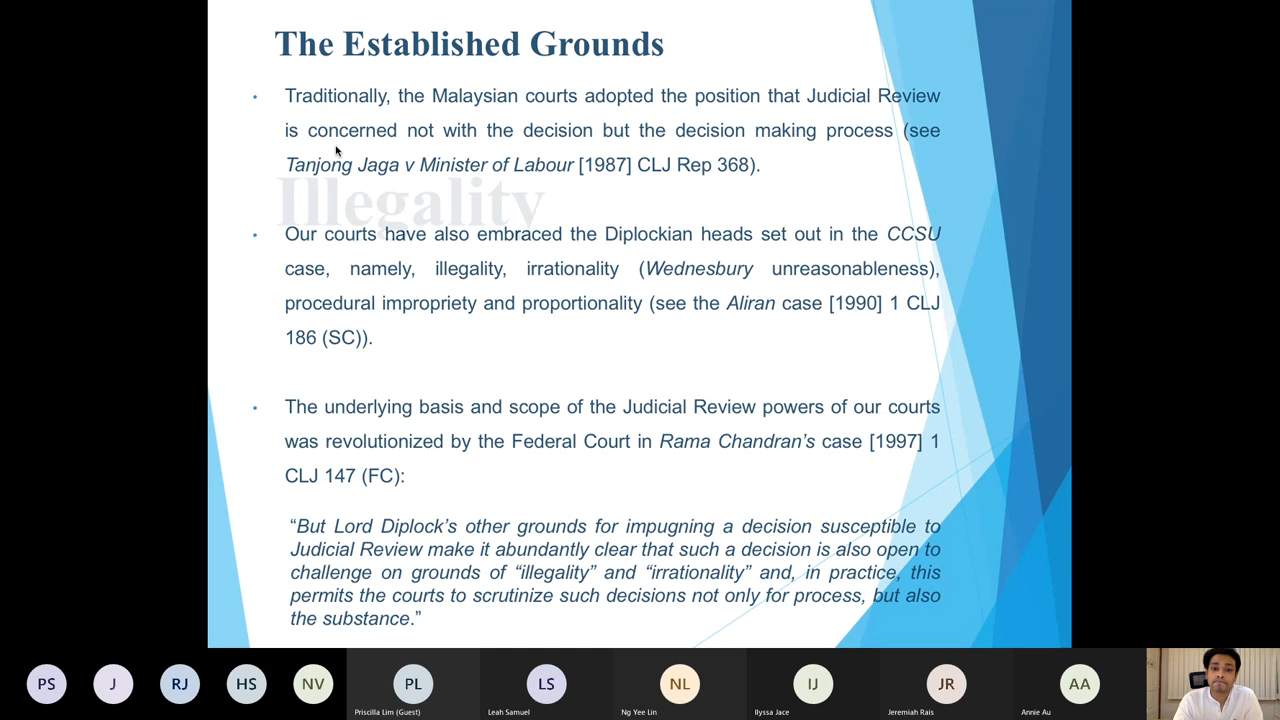 The Established Grounds
• Traditionally, the Malaysian courts adopted the position that Judicial Review
is concerned not with the decision but the decision making process (see
Tanjong Jaga v Minister of Labour [1987] CLJ Rep 368).
Illegality
• Our courts have also embraced the Diplockian heads set out in the CCSU
case, namely, illegality, irrationality (Wednesbury unreasonableness),
procedural impropriety and proportionality (see the Aliran case [1990] 1 CLJ
186 (SC)).
• The underlying basis and scope of the Judicial Review powers of our courts
was revolutionized by the Federal Court in Rama Chandran’s case [1997] 1
CLJ 147 (FC):
“But Lord Diplock’s other grounds for impugning a decision susceptible to
Judicial Review make it abundantly clear that such a decision is also open to
challenge on grounds of “illegality” and “irrationality” and, in practice, this
permits the courts to scrutinize such decisions not only for process, but also
the substance.”
PS J RJ HS NV PL LS NL IJ JR AA
Priscilla Lim (Guest) Leah Samuel Ng Yee Lin Ilyssa Jace Jeremiah Rais Annie Au